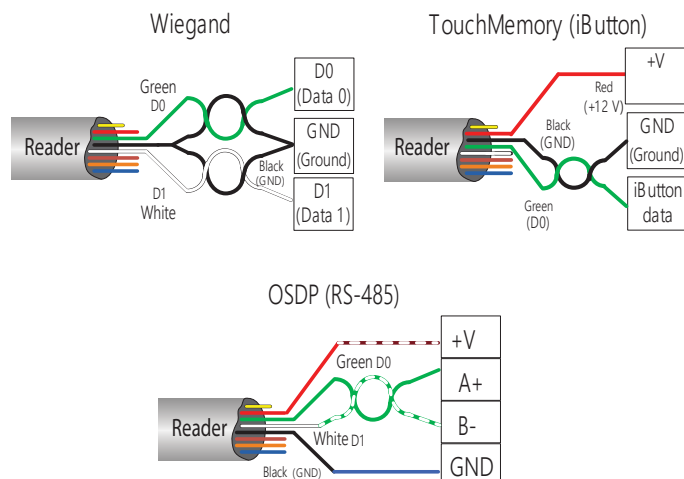 Wiegand
Green
D0
Reader
D1
White
Black
(GND)
D0
(Data 0)
GND
(Ground)
D1
(Data 1)
TouchMemory (iButton)
Red
(+12 V)
Black
(GND)
Reader
Green
(D0)
+V
GND
(Ground)
iButton
data
OSDP (RS-485)
Green D0
Reader
White D1
Black (GND)
+V
A+
B-
GND